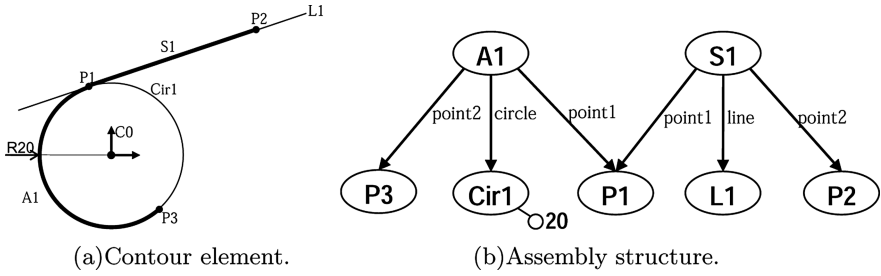 P2
L1
S1
P1
Cir1
C0
R20
A1
P3
(a)Contour element.
A1
S1
point2
circle
point1
point1
line
point2
P3
Cir1
P1
L1
P2
20
(b)Assembly structure.